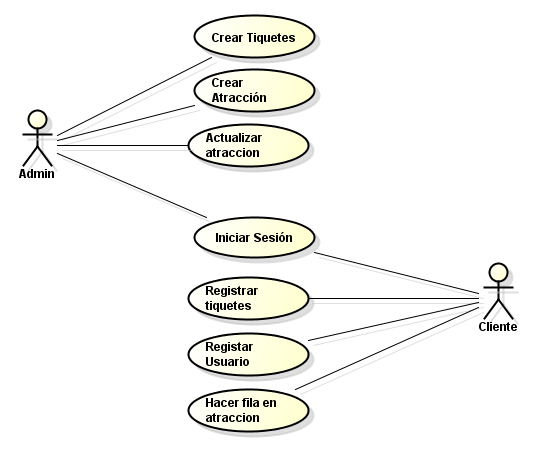 Crear Tiquetes
Crear
Atracción
Actualizar
atraccion
Admin
Iniciar Sesión
Registrar
tiquetes
Cliente
Registar
Usuario
Hacer fila en
atraccion